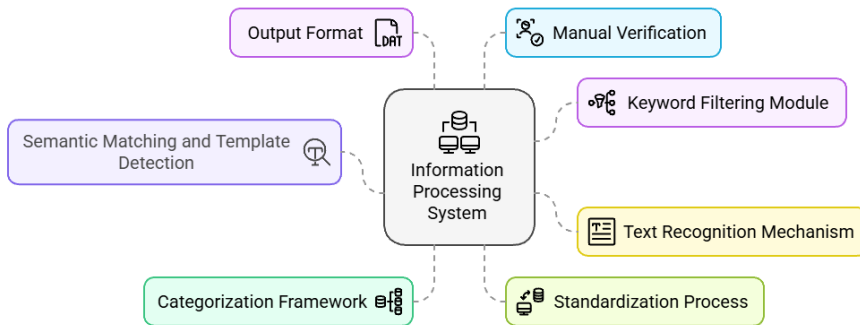 Output Format
DAT
Manual Verification
Keyword Filtering Module
Semantic Matching and Template
Detection
Information
Processing
System
Text Recognition Mechanism
Categorization Framework
Standardization Process